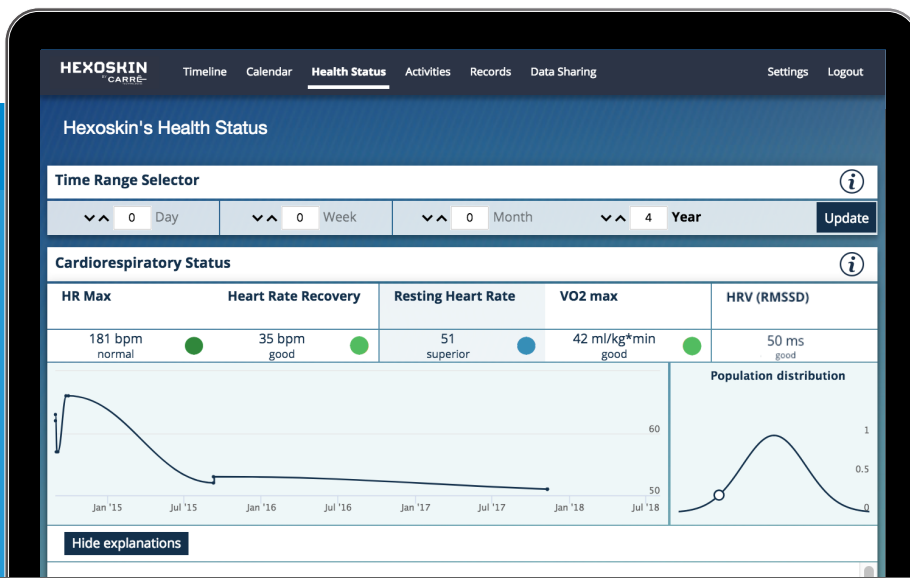 HEXOSKIN
BY CARRÉ
Timeline Calendar Health Status Activities Records Data Sharing Settings Logout
Hexoskin's Health Status
Time Range Selector
0 Day 0 Week 0 Month 4 Year Update
Cardiorespiratory Status
HR Max Heart Rate Recovery Resting Heart Rate VO2 max HRV (RMSSD)
181 bpm 35 bpm 51 42 ml/kg*min 50 ms
normal good superior good good
Population distribution
60
50
Jan '15 Jul '15 Jan '16 Jul '16 Jan '17 Jul '17 Jan '18 Jul '18
1
0.5
0
Hide explanations